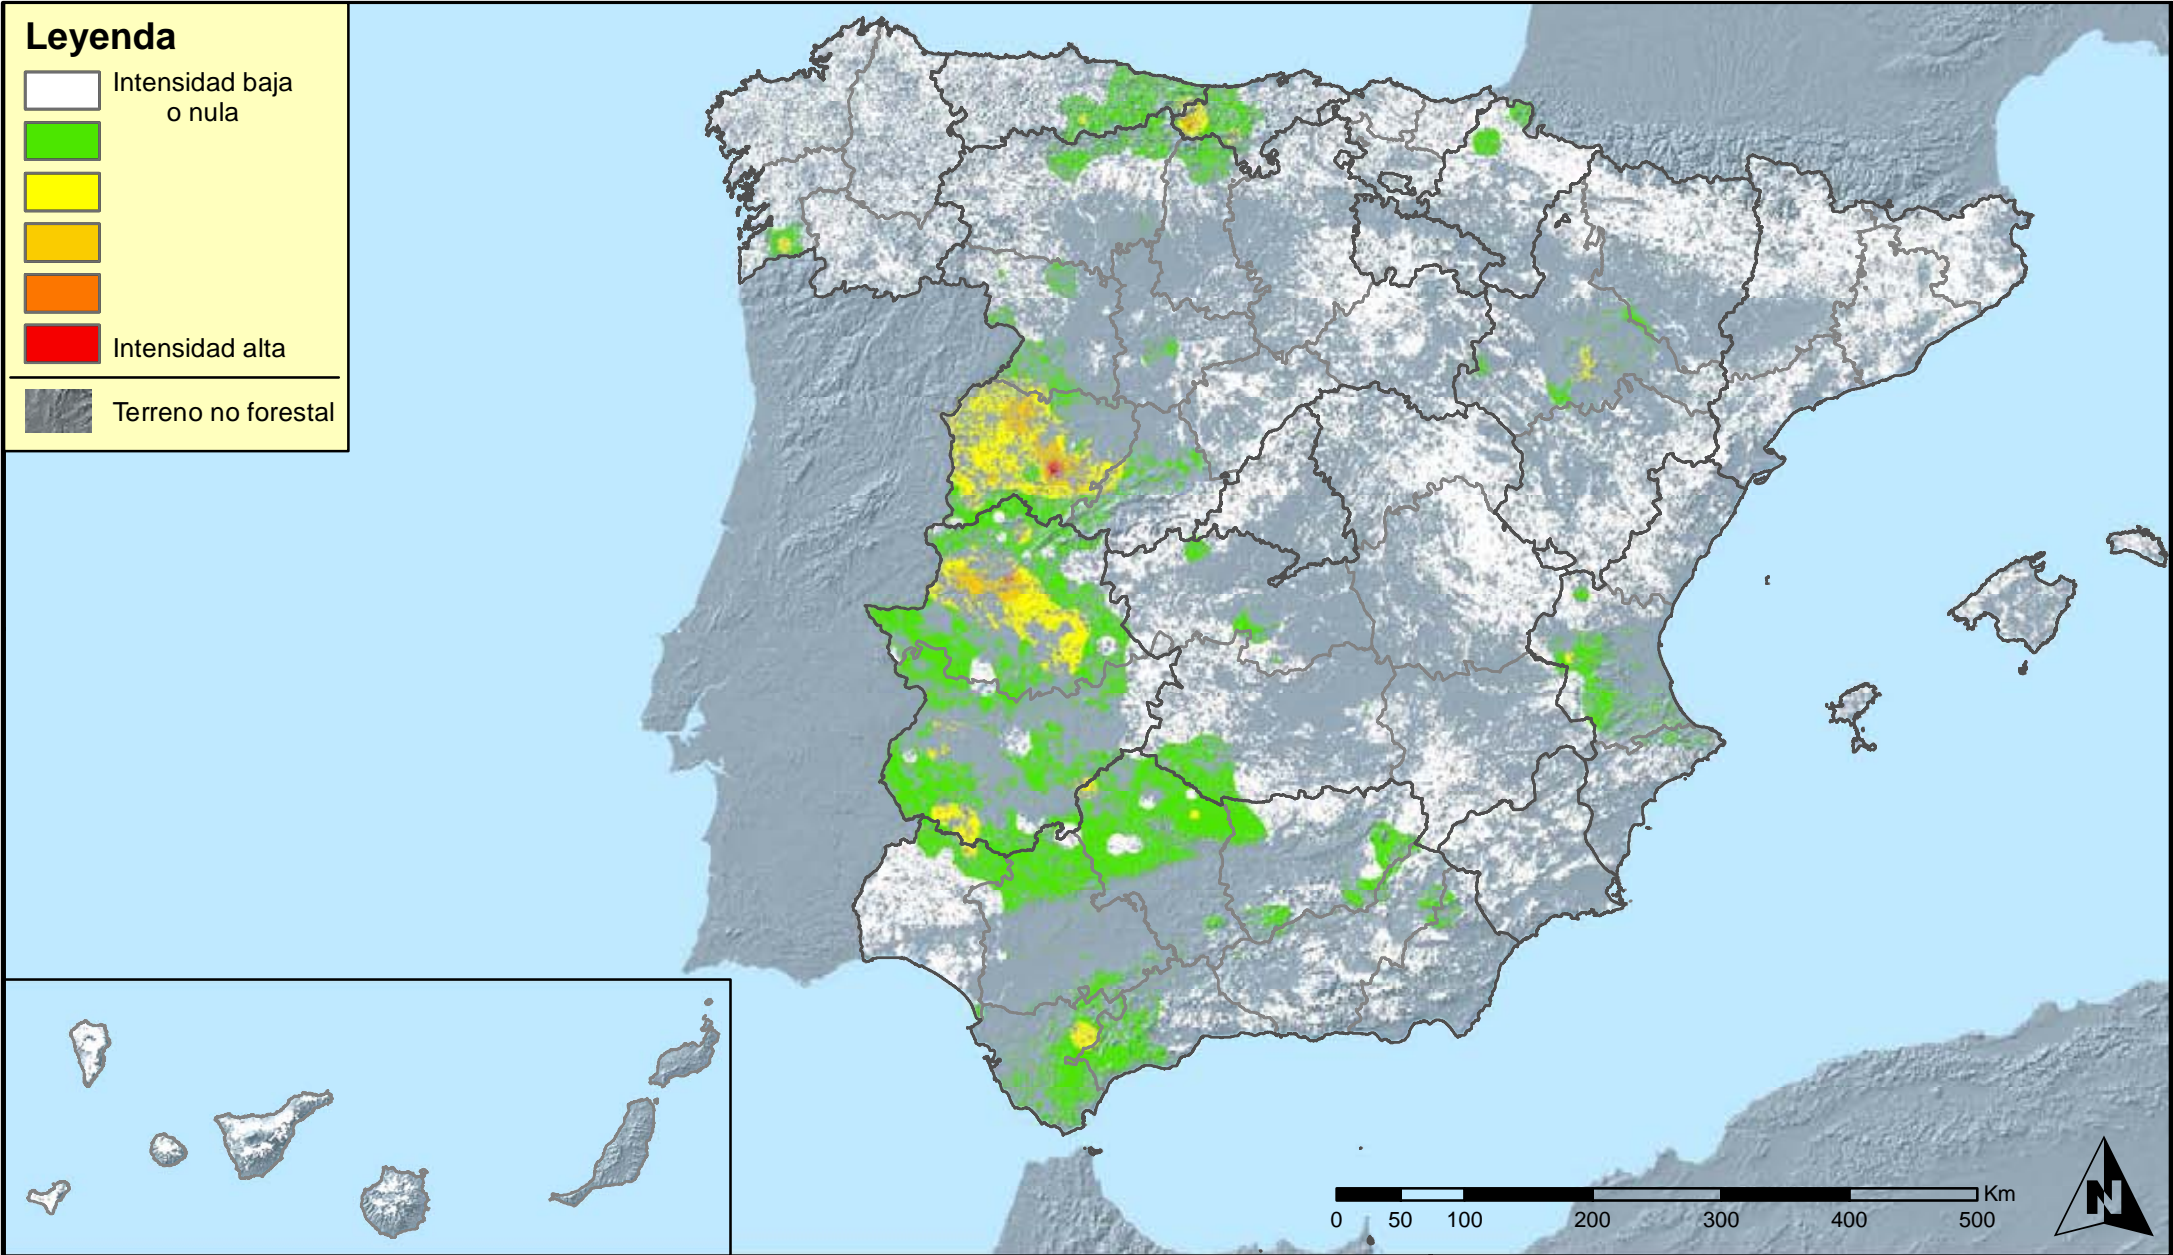 Leyenda
Intensidad baja
o nula
Intensidad alta
Terreno no forestal
Km
0 50 100 200 300 400 500
N